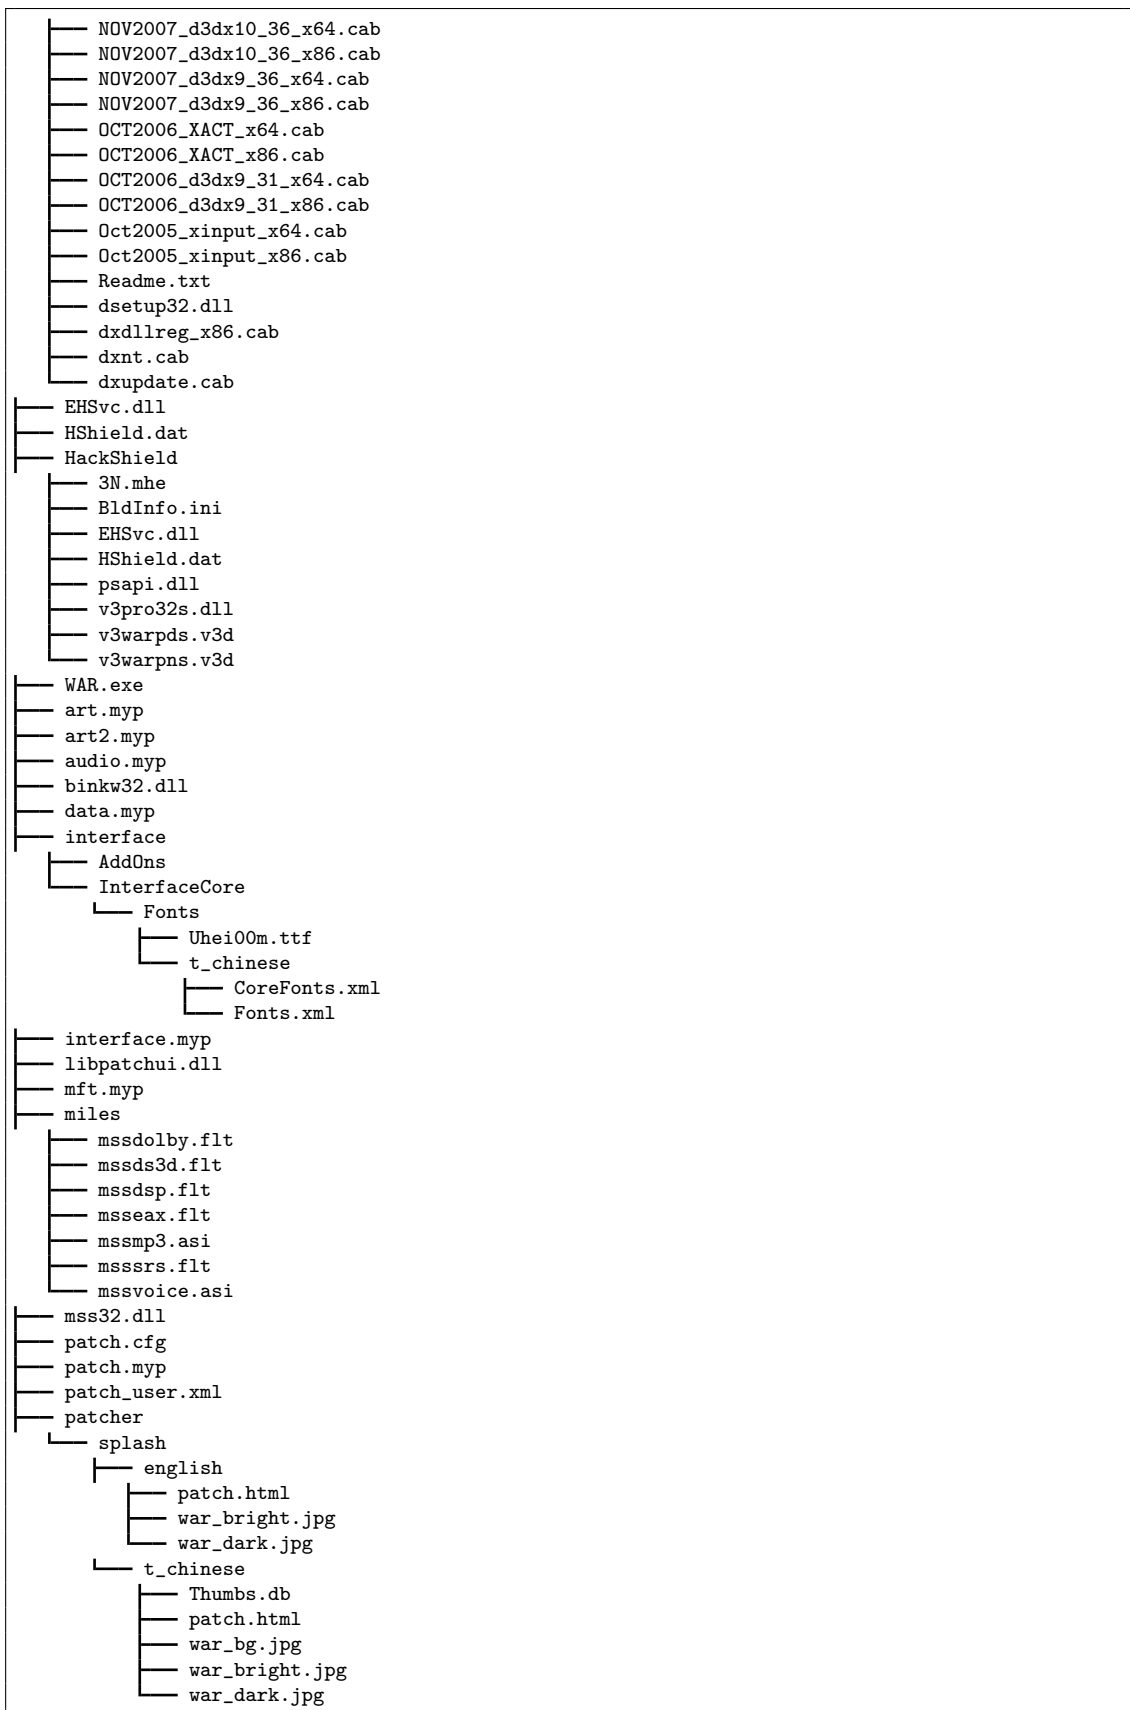 NOV2007_d3dx10_36_x64.cab
NOV2007_d3dx10_36_x86.cab
NOV2007_d3dx9_36_x64.cab
NOV2007_d3dx9_36_x86.cab
OCT2006_XACT_x64.cab
OCT2006_XACT_x86.cab
OCT2006_d3dx9_31_x64.cab
OCT2006_d3dx9_31_x86.cab
Oct2005_xinput_x64.cab
Oct2005_xinput_x86.cab
Readme.txt
dsetup32.dll
dxdllreg_x86.cab
dxnt.cab
dxupdate.cab
EHSvc.dll
HShield.dat
HackShield
3N.mhe
BldInfo.ini
EHSvc.dll
HShield.dat
psapi.dll
v3pro32s.dll
v3warpds.v3d
v3warpns.v3d
WAR.exe
art.myp
art2.myp
audio.myp
binkw32.dll
data.myp
interface
AddOns
InterfaceCore
Fonts
Uhei00m.ttf
t_chinese
CoreFonts.xml
Fonts.xml
interface.myp
libpatchui.dll
mft.myp
miles
mssdolby.flt
mssds3d.flt
mssdsp.flt
msseax.flt
mssmp3.asi
msssrs.flt
mssvoice.asi
mss32.dll
patch.cfg
patch.myp
patch_user.xml
patcher
splash
english
patch.html
war_bright.jpg
war_dark.jpg
t_chinese
Thumbs.db
patch.html
war_bg.jpg
war_bright.jpg
war_dark.jpg